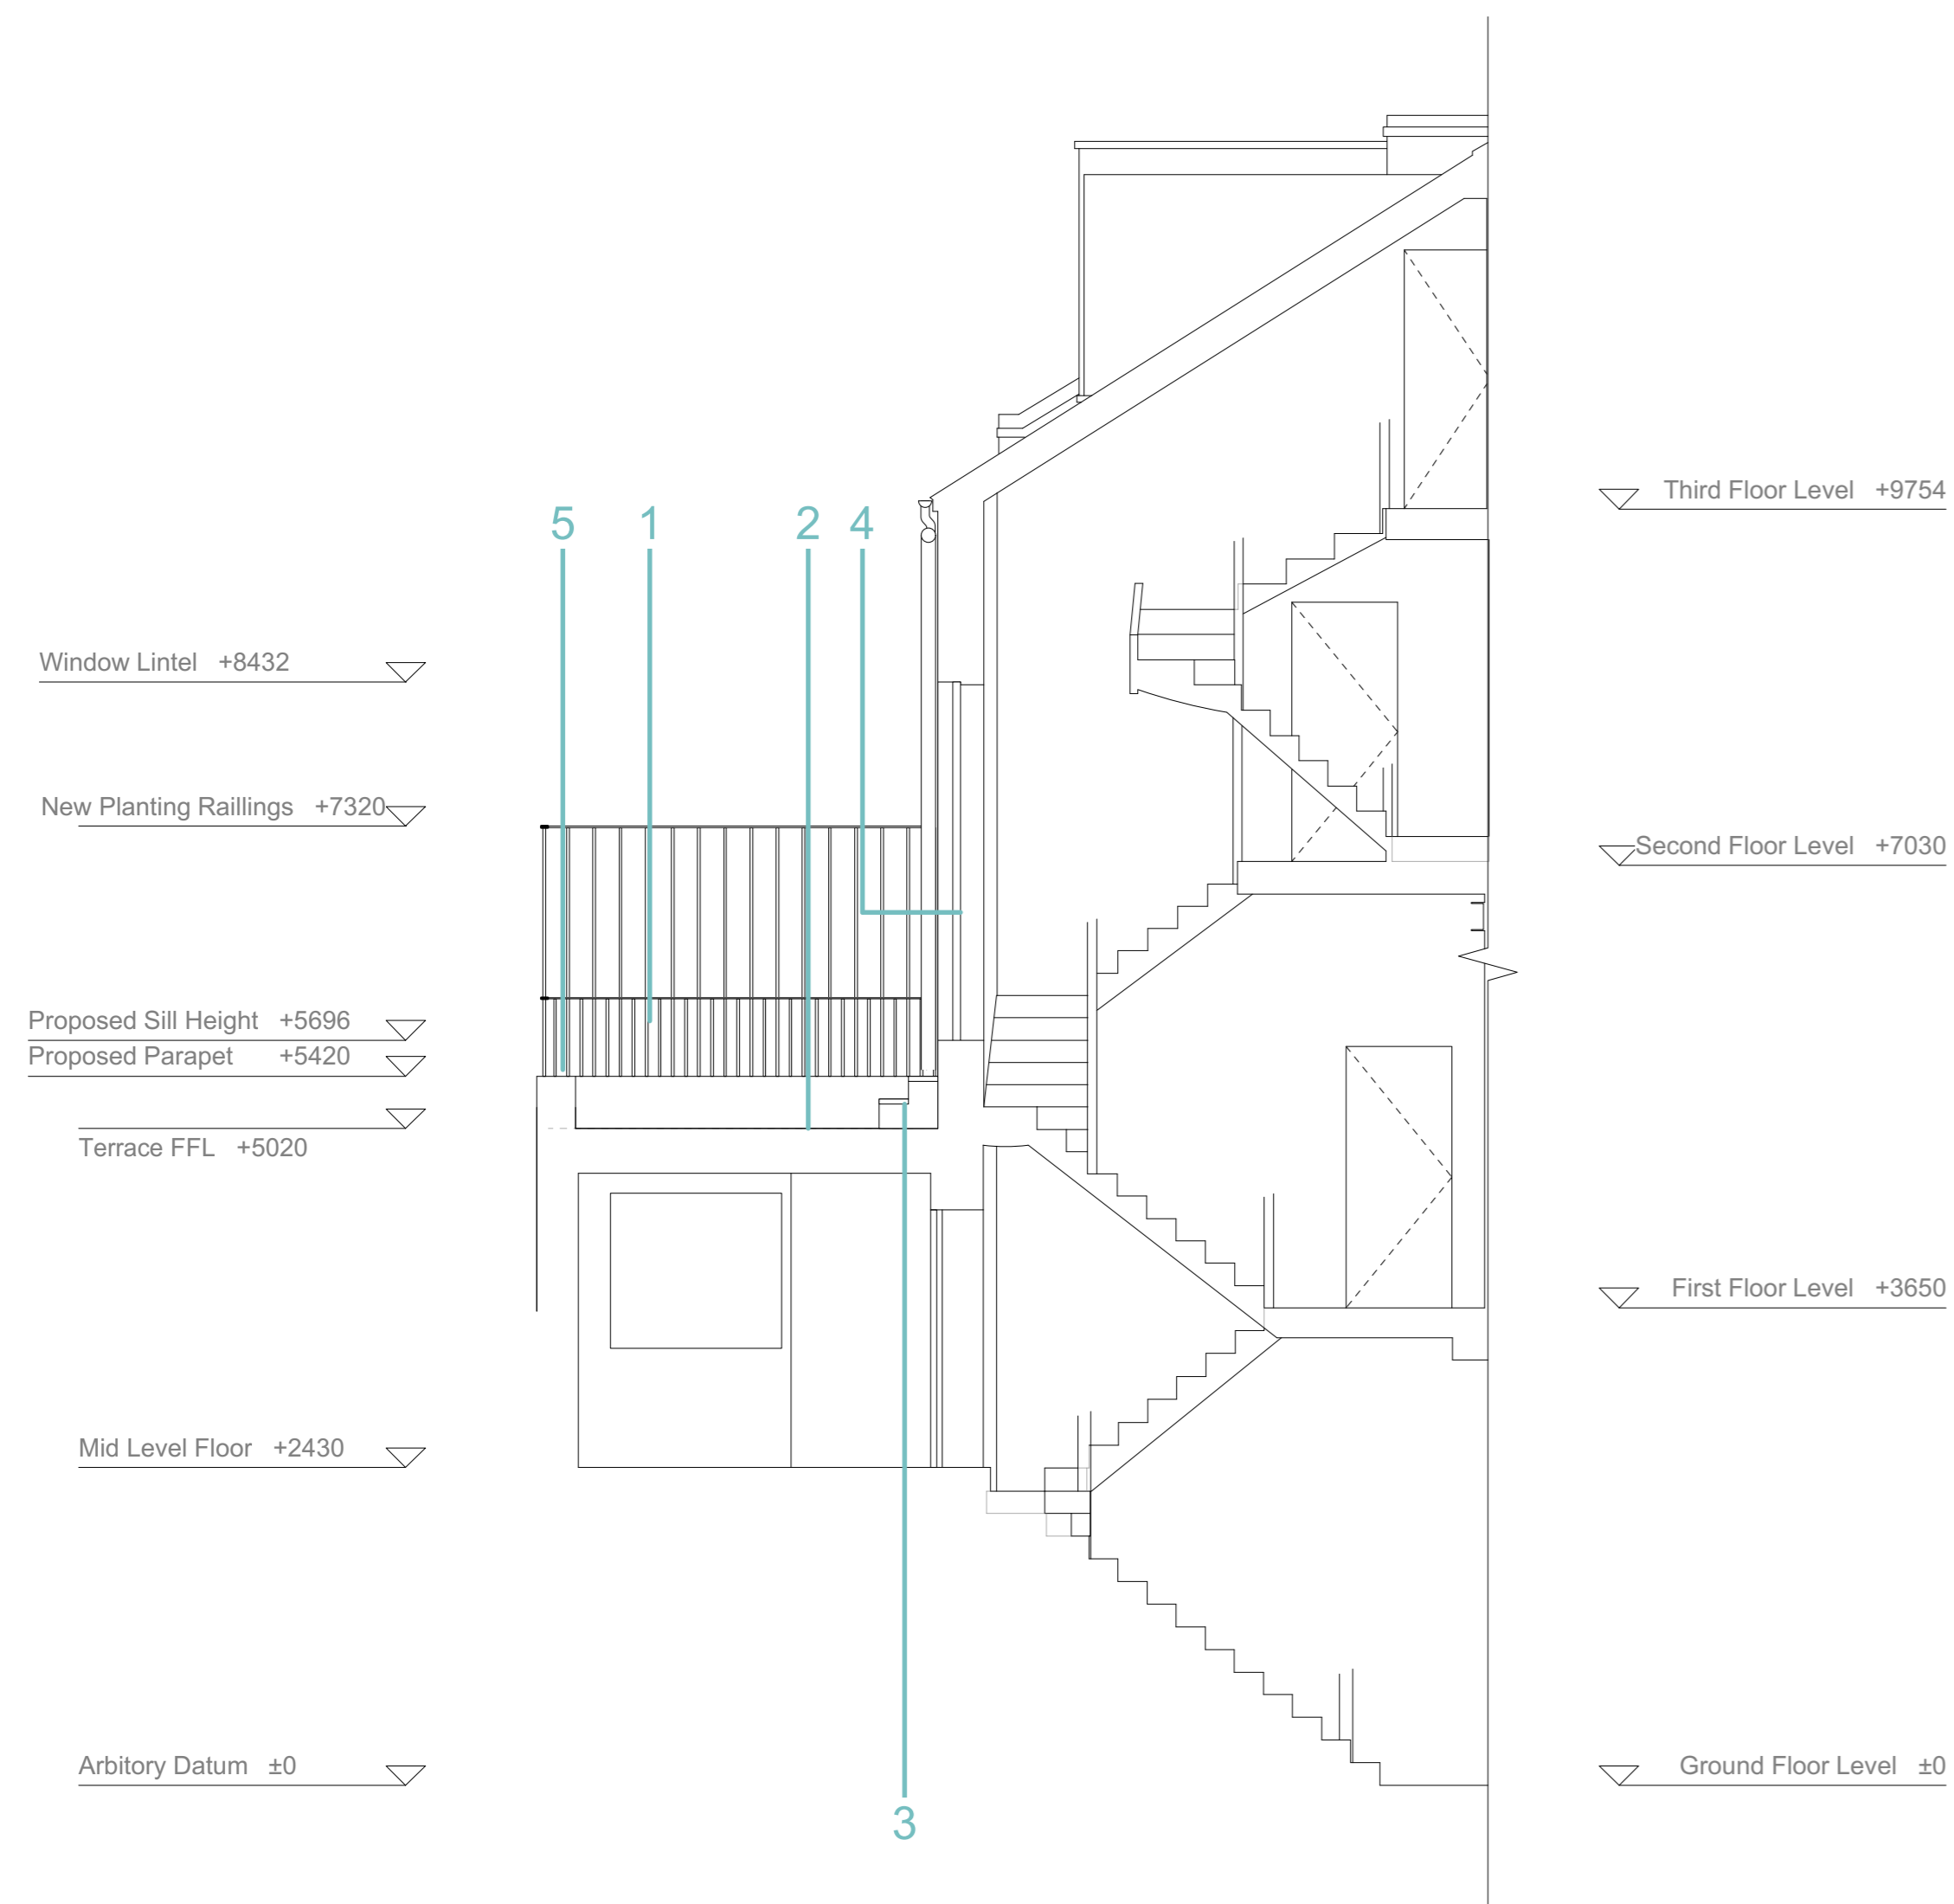 5 1 2 4
Third Floor Level +9754
Window Lintel +8432
New Planting Raillings +7320
Second Floor Level +7030
Proposed Sill Height +5696
Proposed Parapet +5420
Terrace FFL +5020
First Floor Level +3650
Mid Level Floor +2430
Arbitory Datum ±0
Ground Floor Level ±0
3